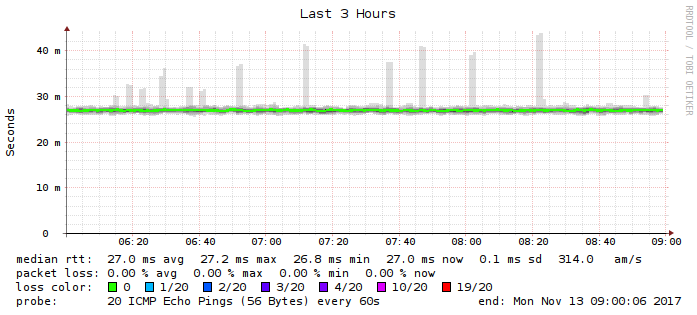 Last 3 Hours
RRDTOOL / TOBI OETIKER
Seconds
40 m
30 m
20 m
10 m
0
06:20 06:40 07:00 07:20 07:40 08:00 08:20 08:40 09:00
median rtt: 27.0 ms avg 27.2 ms max 26.8 ms min 27.0 ms now 0.1 ms sd 314.0 am/s
packet loss: 0.00 % avg 0.00 % max 0.00 % min 0.00 % now
loss color: 0 1/20 2/20 3/20 4/20 10/20 19/20
probe: 20 ICMP Echo Pings (56 Bytes) every 60s end: Mon Nov 13 09:00:06 2017